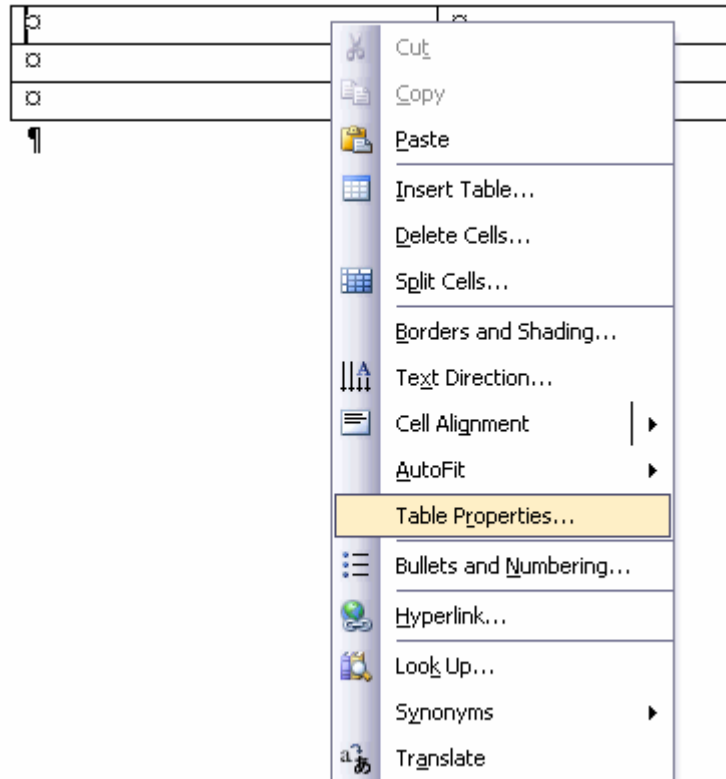 ¤ ¤
¤
¤
¶
Cut
Copy
Paste
Insert Table...
Delete Cells...
Split Cells...
Borders and Shading...
Text Direction...
Cell Alignment
AutoFit
Table Properties...
Bullets and Numbering...
Hyperlink...
Look Up...
Synonyms
Translate